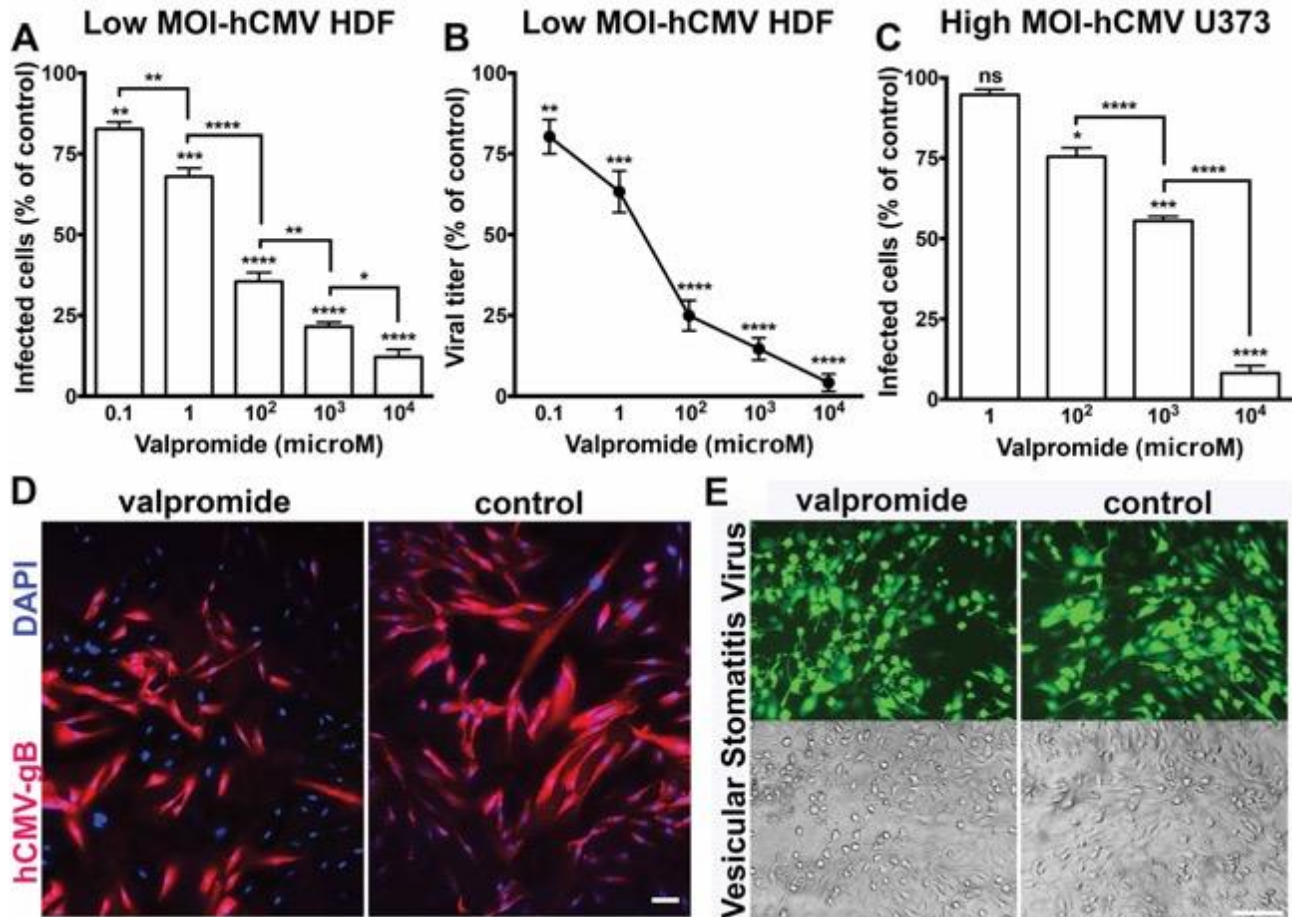 A Low MOI-hCMV HDF
Infected cells (% of control)
100
75
50
25
0
**
**
***
****
****
**
****
*
****
0.1 1 10² 10³ 10⁴
Valpromide (microM)
B Low MOI-hCMV HDF
Viral titer (% of control)
100
75
50
25
0
**
***
****
****
****
0.1 1 10² 10³ 10⁴
Valpromide (microM)
C High MOI-hCMV U373
Infected cells (% of control)
100
75
50
25
0
ns
*
****
***
****
****
1 10² 10³ 10⁴
Valpromide (microM)
D
valpromide control
hCMV-gB DAPI
E
valpromide control
Vesicular Stomatitis Virus